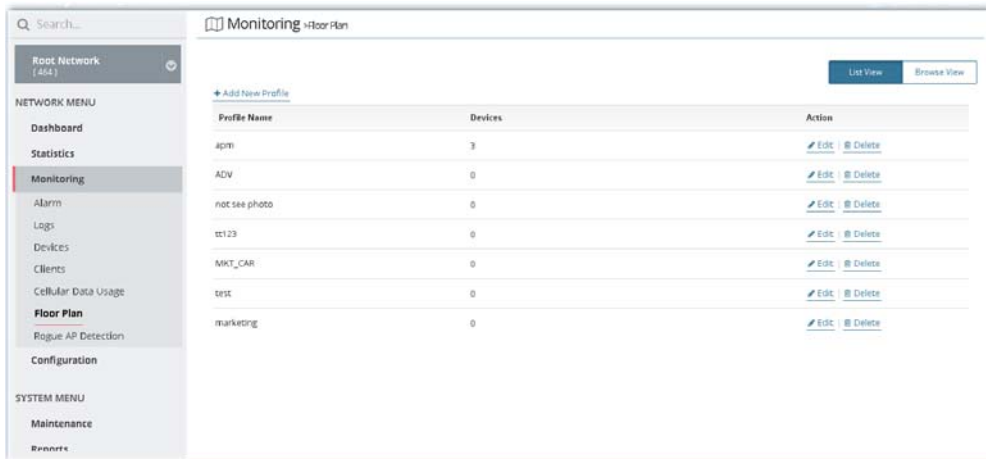 Search...
Monitoring »Floor Plan
Root Network
[ 464 ]
List View
Browse View
NETWORK MENU
Dashboard
Statistics
Monitoring
Alarm
Logs
Devices
Clients
Cellular Data Usage
Floor Plan
Rogue AP Detection
Configuration
SYSTEM MENU
Maintenance
Reports
+ Add New Profile
Profile Name Devices Action
apm 3 Edit | Delete
ADV 0 Edit | Delete
not see photo 0 Edit | Delete
tt123 0 Edit | Delete
MKT_CAR 0 Edit | Delete
test 0 Edit | Delete
marketing 0 Edit | Delete